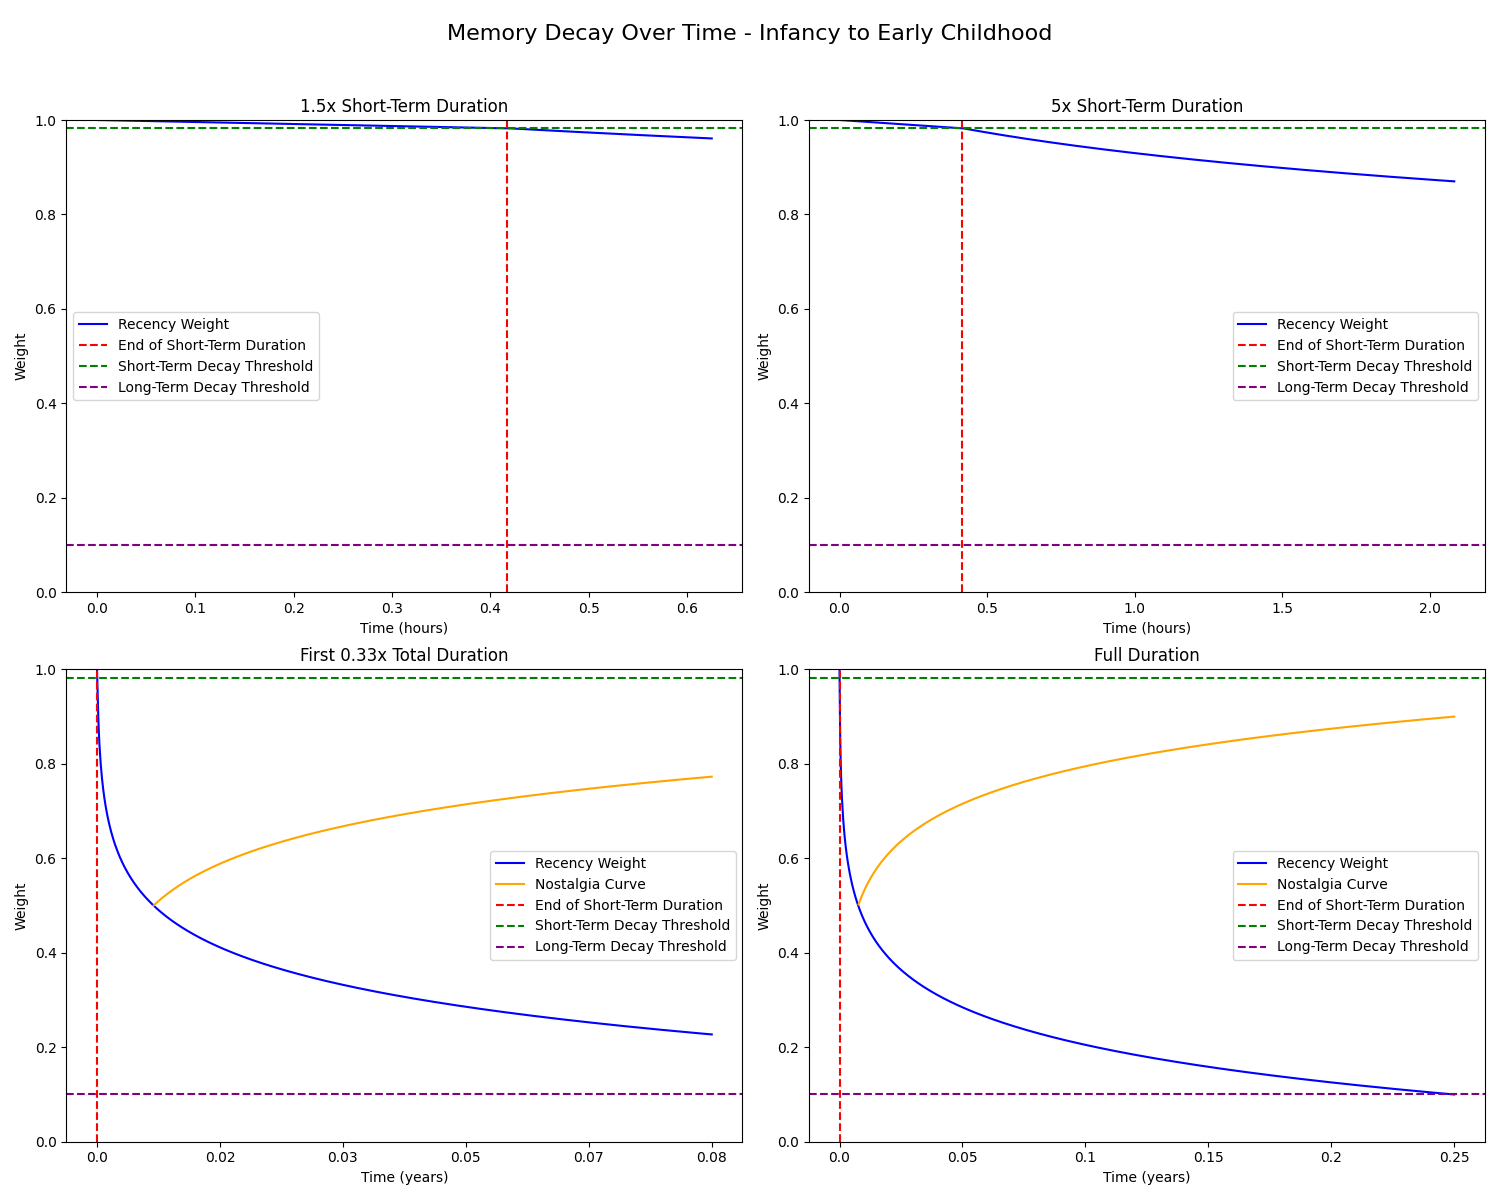 Memory Decay Over Time - Infancy to Early Childhood
1.5x Short-Term Duration
1.0
0.8
0.6
0.4
0.2
0.0
Weight
Recency Weight
End of Short-Term Duration
Short-Term Decay Threshold
Long-Term Decay Threshold
0.0 0.1 0.2 0.3 0.4 0.5 0.6
Time (hours)
5x Short-Term Duration
1.0
0.8
0.6
0.4
0.2
0.0
Weight
Recency Weight
End of Short-Term Duration
Short-Term Decay Threshold
Long-Term Decay Threshold
0.0 0.5 1.0 1.5 2.0
Time (hours)
First 0.33x Total Duration
1.0
0.8
0.6
0.4
0.2
0.0
Weight
Recency Weight
Nostalgia Curve
End of Short-Term Duration
Short-Term Decay Threshold
Long-Term Decay Threshold
0.0 0.02 0.03 0.05 0.07 0.08
Time (years)
Full Duration
1.0
0.8
0.6
0.4
0.2
0.0
Weight
Recency Weight
Nostalgia Curve
End of Short-Term Duration
Short-Term Decay Threshold
Long-Term Decay Threshold
0.0 0.05 0.1 0.15 0.2 0.25
Time (years)